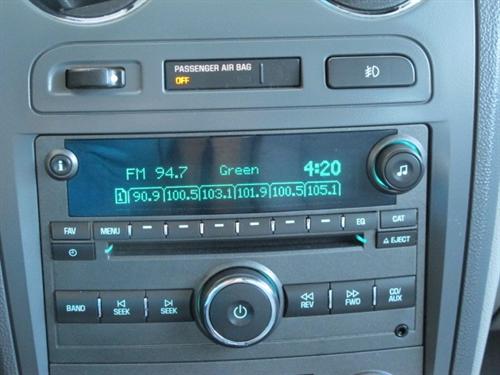 PASSENGER AIR BAG
OFF
FM 94.7 Green 4:20
1 90.9 100.5 103.1 101.9 100.5 105.1
FAV MENU EQ CAT
EJECT
BAND SEEK SEEK REV FWD CD/
AUX